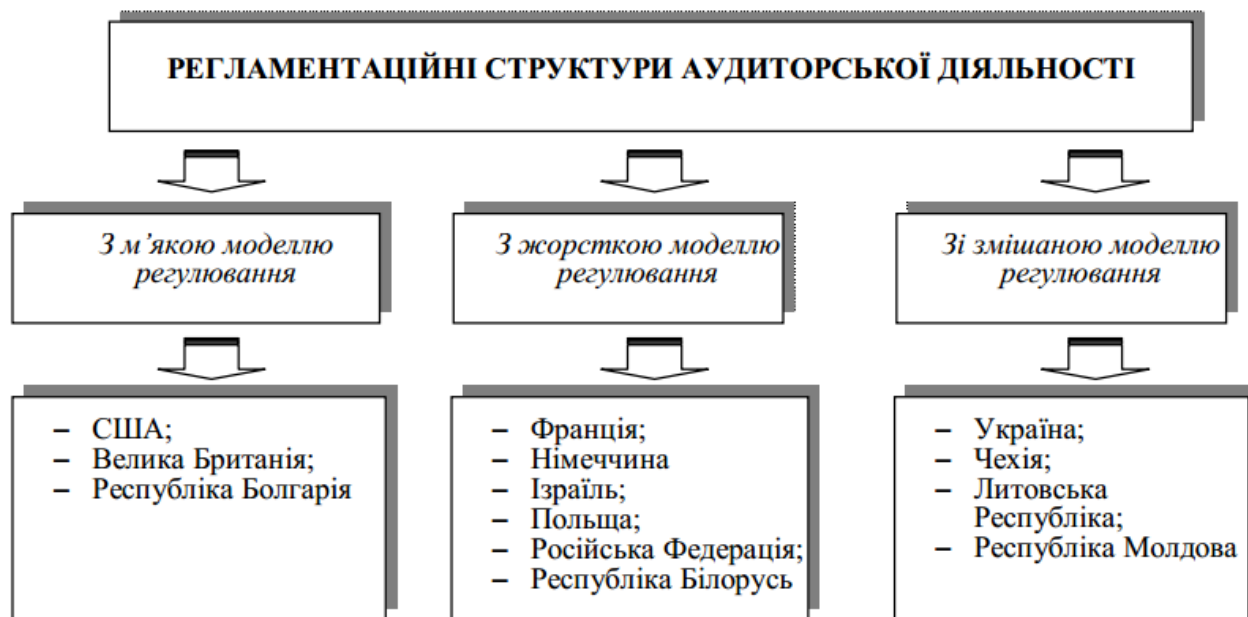 РЕГЛАМЕНТАЦІЙНІ СТРУКТУРИ АУДИТОРСЬКОЇ ДІЯЛЬНОСТІ
З м’якою моделлю
регулювання
З жорсткою моделлю
регулювання
Зі змішаною моделлю
регулювання
– США;
– Велика Британія;
– Республіка Болгарія
– Франція;
– Німеччина
– Ізраїль;
– Польща;
– Російська Федерація;
– Республіка Білорусь
– Україна;
– Чехія;
– Литовська
Республіка;
– Республіка Молдова